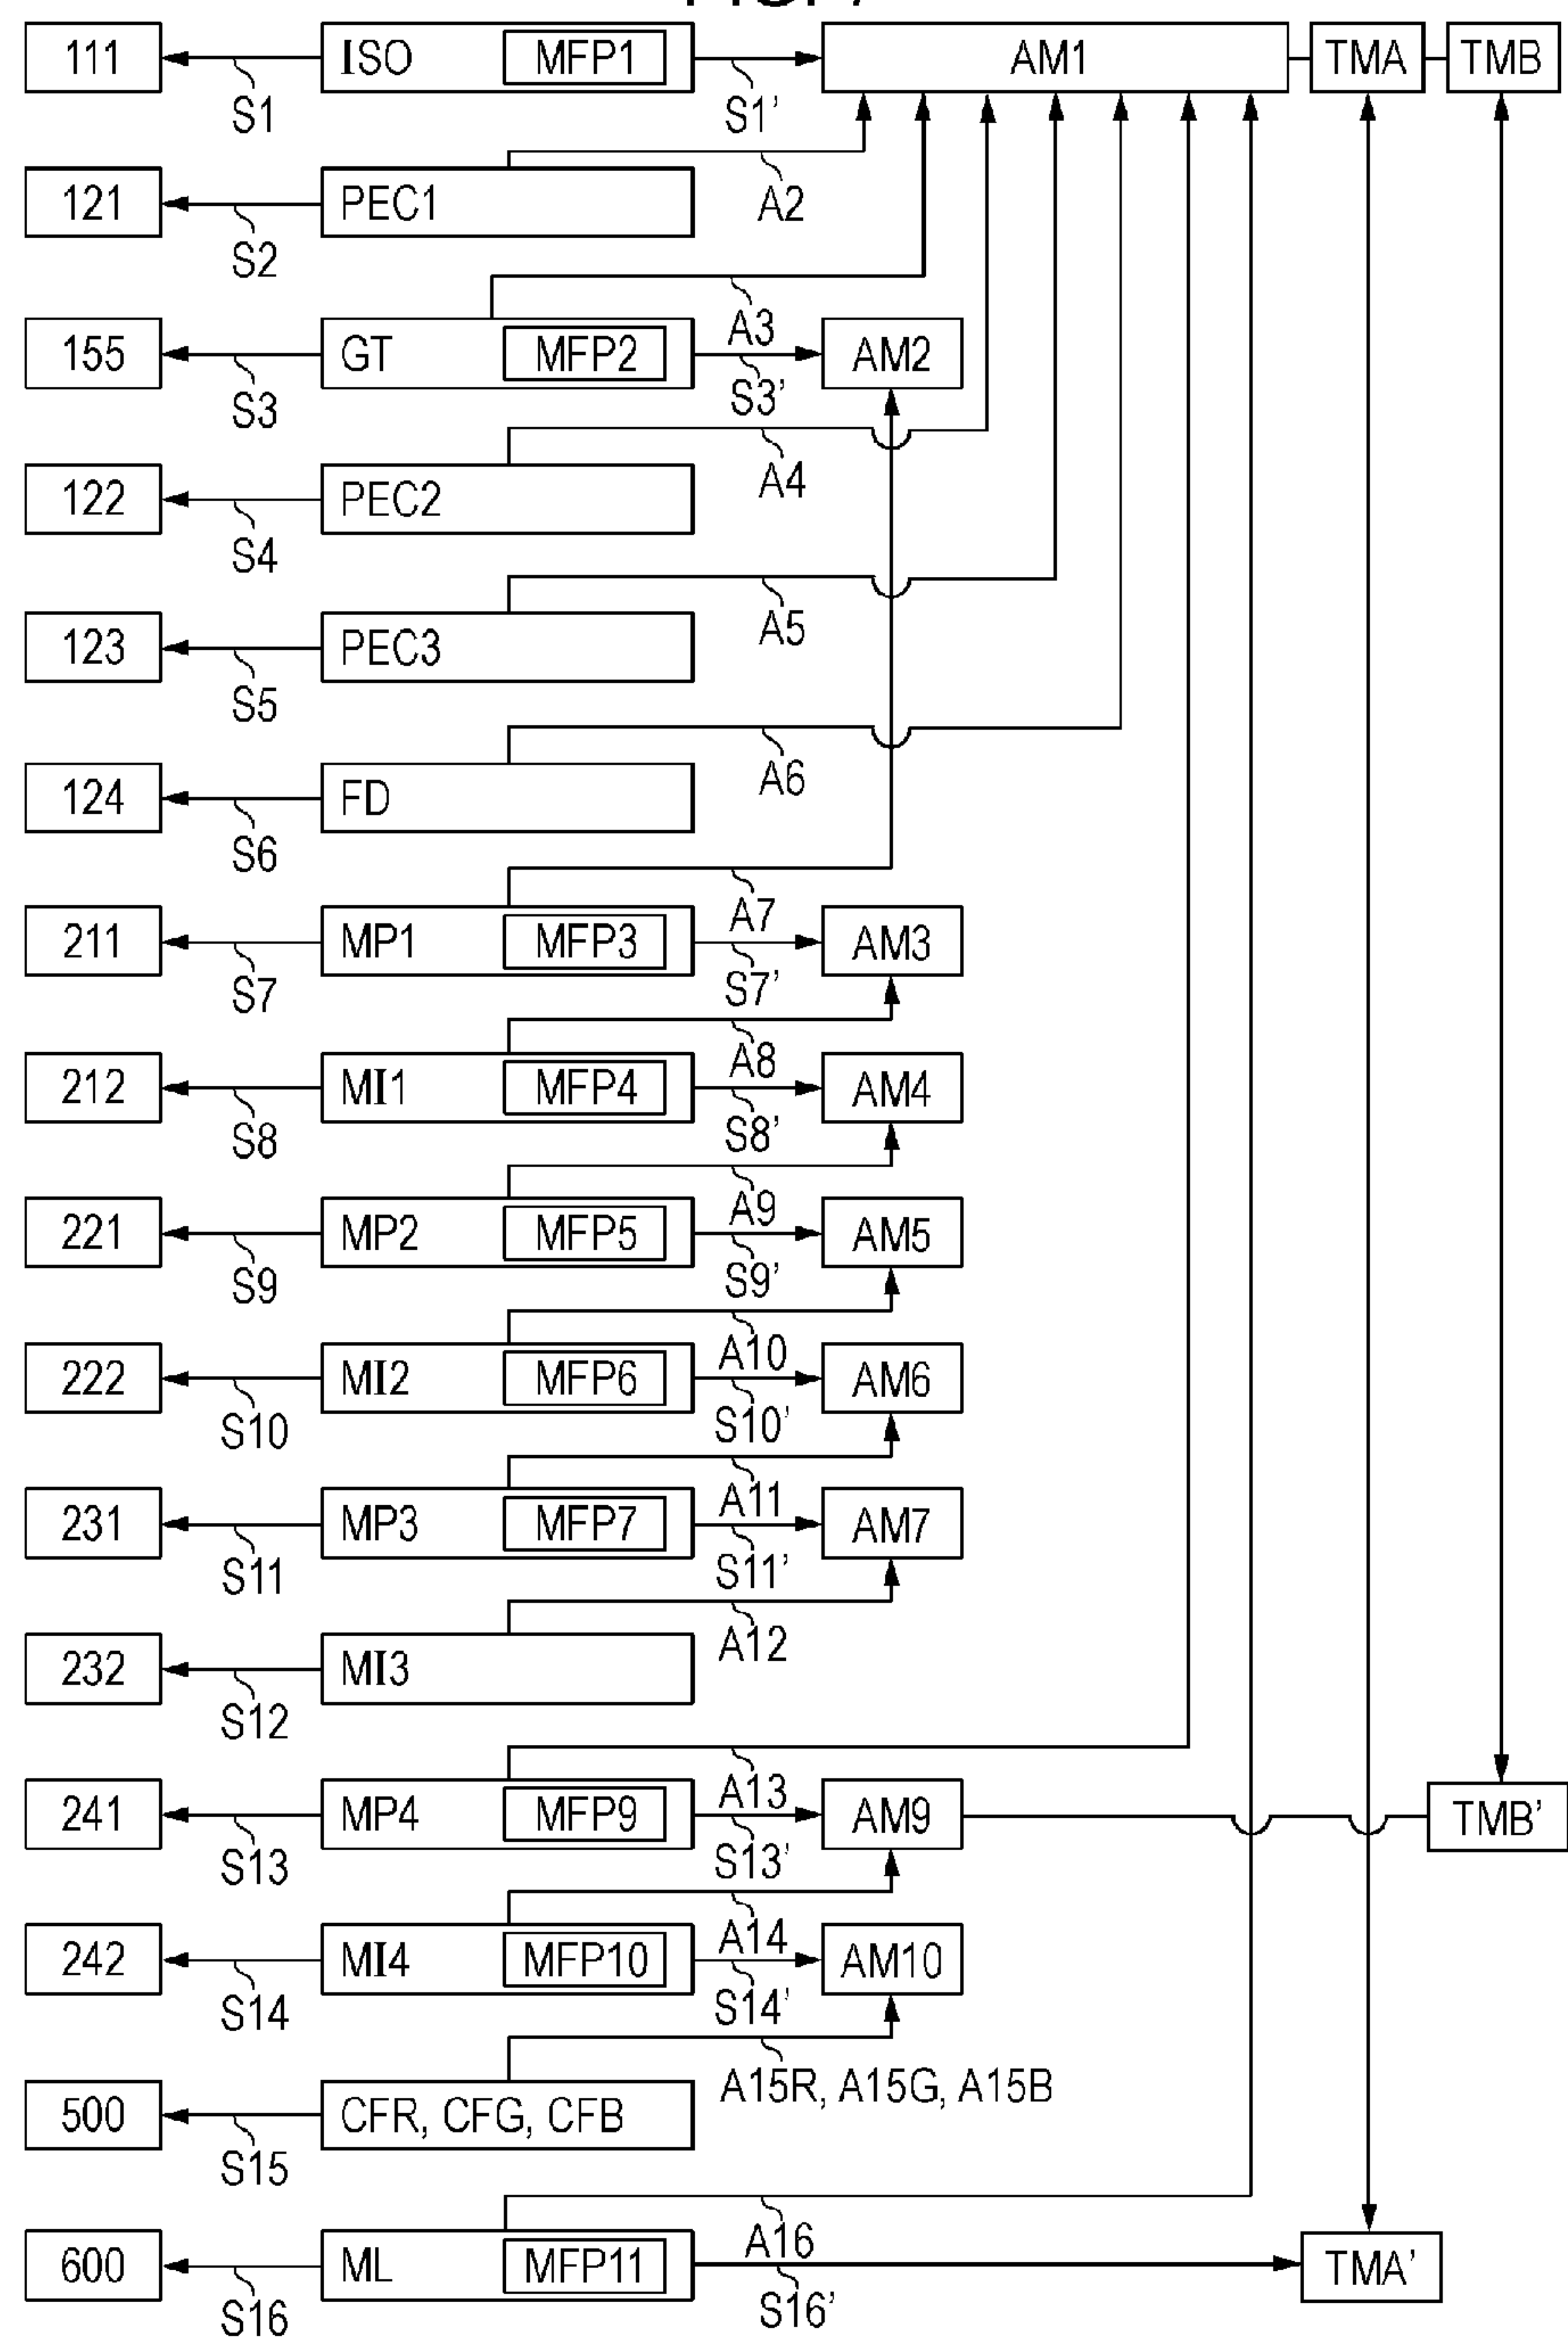 111 ISO MFP1 AM1 TMA TMB
S1 S1'
121 PEC1 A2
S2
155 GT MFP2 A3 AM2
S3 S3'
122 PEC2 A4
S4
123 PEC3 A5
S5
124 FD A6
S6
211 MP1 MFP3 A7 AM3
S7 S7'
212 MI1 MFP4 A8 AM4
S8 S8'
221 MP2 MFP5 A9 AM5
S9 S9'
222 MI2 MFP6 A10 AM6
S10 S10'
231 MP3 MFP7 A11 AM7
S11 S11'
232 MI3 A12
S12
241 MP4 MFP9 A13 AM9 TMB'
S13 S13'
242 MI4 MFP10 A14 AM10
S14 S14'
500 CFR, CFG, CFB A15R, A15G, A15B
S15
600 ML MFP11 A16 TMA'
S16 S16'